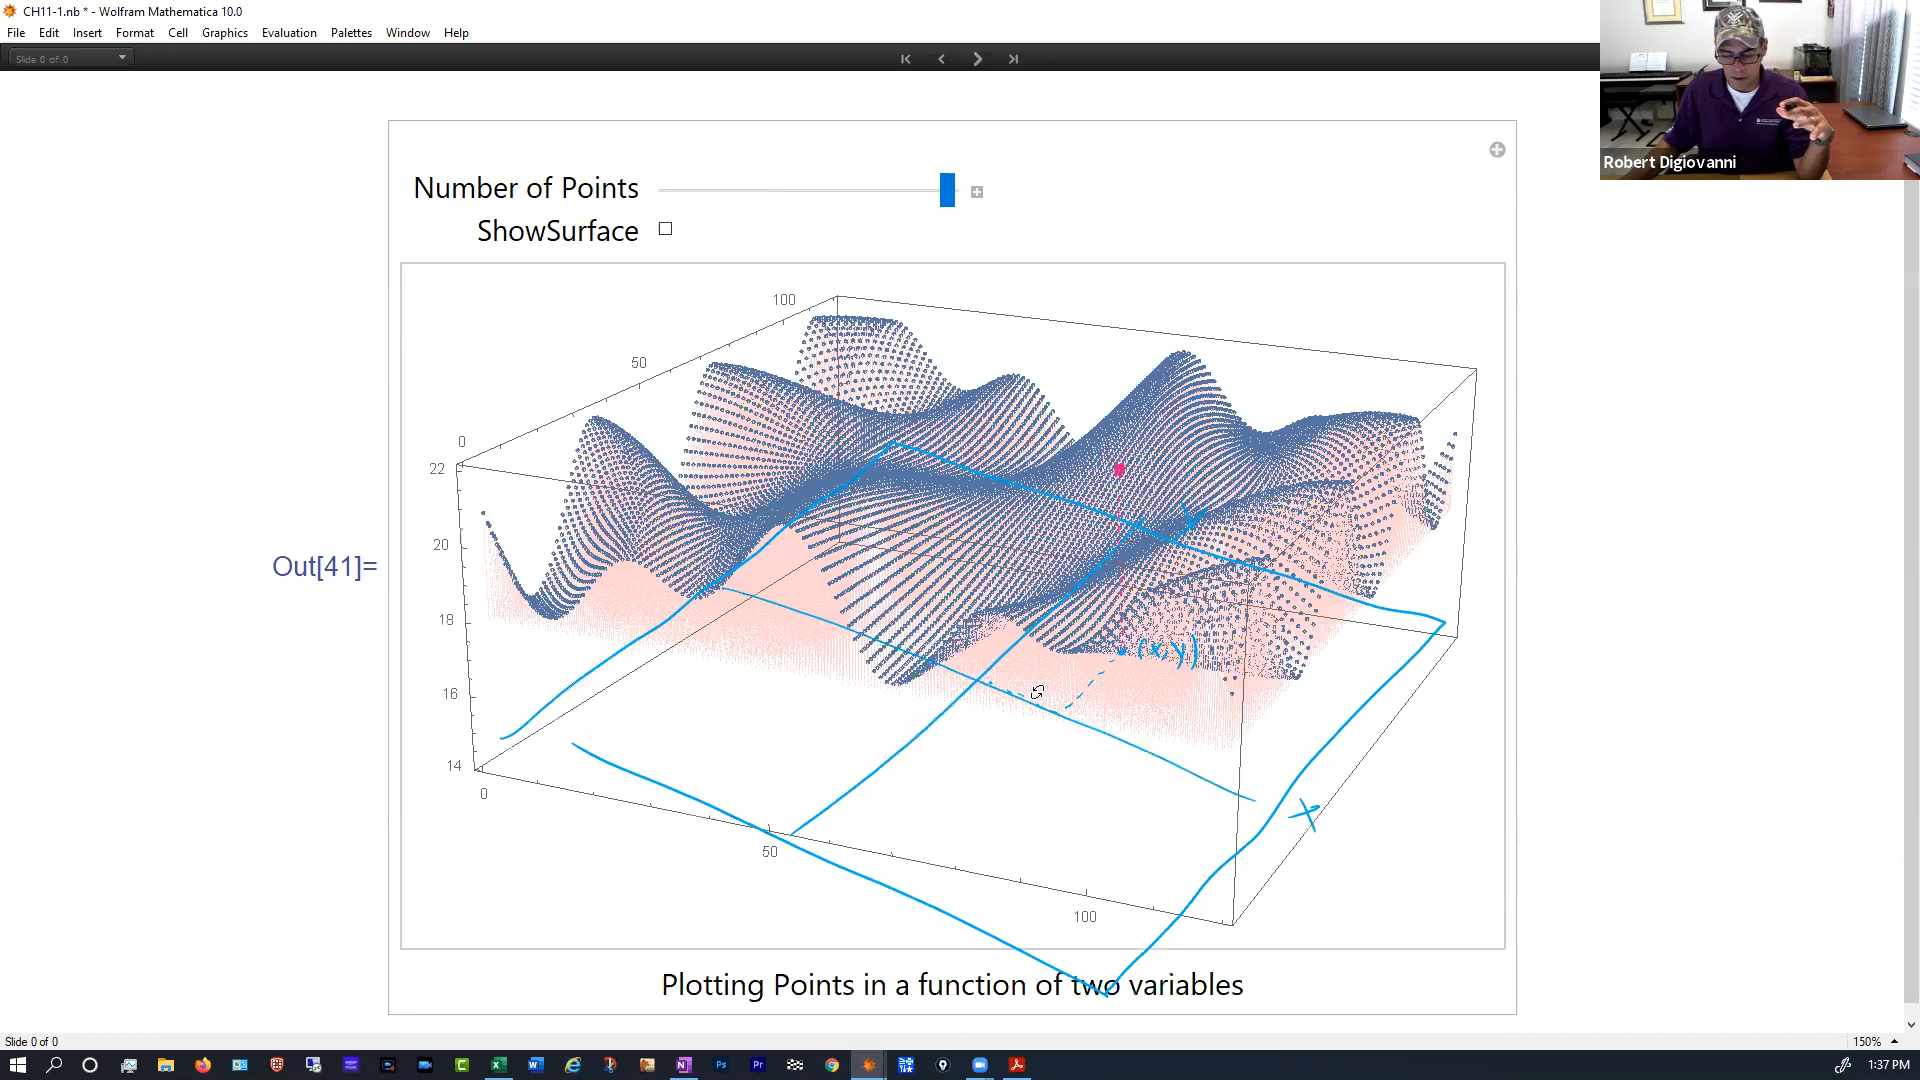 CH11-1.nb * - Wolfram Mathematica 10.0
File Edit Insert Format Cell Graphics Evaluation Palettes Window Help
Slide 0 of 0
Robert Digiovanni
Number of Points
ShowSurface
100
50
0
22
20
18
16
14
0
50
100
Out[41]=
y
(x,y)
x
Plotting Points in a function of two variables
Slide 0 of 0
150%
1:37 PM